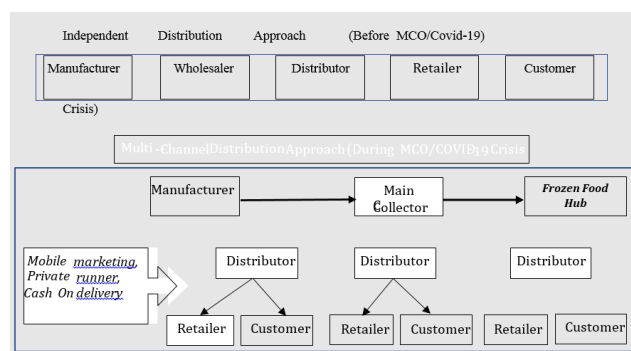 Independent Distribution Approach (Before MCO/Covid-19)
Manufacturer Wholesaler Distributor Retailer Customer
Crisis)
Multi-ChannelDistributionApproach(During MCO/COVID19Crisis
Manufacturer Main Frozen Food
C
Collector Hub
Mobile marketing,
Private runner,
Cash On delivery
Distributor Distributor Distributor
Retailer Customer Retailer Customer Retailer Customer